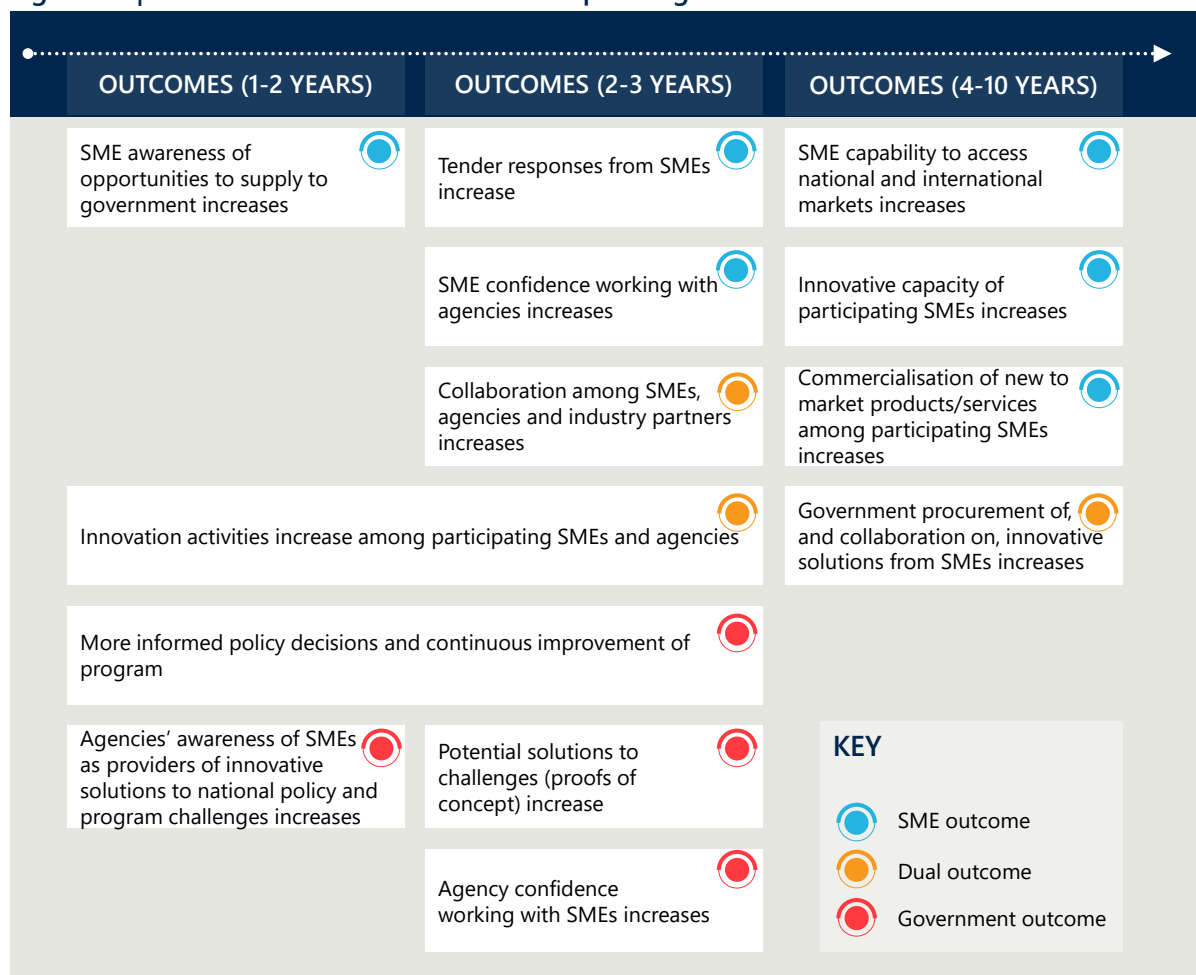 OUTCOMES (1-2 YEARS)
OUTCOMES (2-3 YEARS)
OUTCOMES (4-10 YEARS)
SME awareness of
opportunities to supply to
government increases
Tender responses from SMEs
increase
SME capability to access
national and international
markets increases
SME confidence working with
agencies increases
Innovative capacity of
participating SMEs increases
Collaboration among SMEs,
agencies and industry partners
increases
Commercialisation of new to
market products/services
among participating SMEs
increases
Innovation activities increase among participating SMEs and agencies
Government procurement of,
and collaboration on, innovative
solutions from SMEs increases
More informed policy decisions and continuous improvement of
program
Agencies’ awareness of SMEs
as providers of innovative
solutions to national policy and
program challenges increases
Potential solutions to
challenges (proofs of
concept) increase
Agency confidence
working with SMEs increases
KEY
SME outcome
Dual outcome
Government outcome